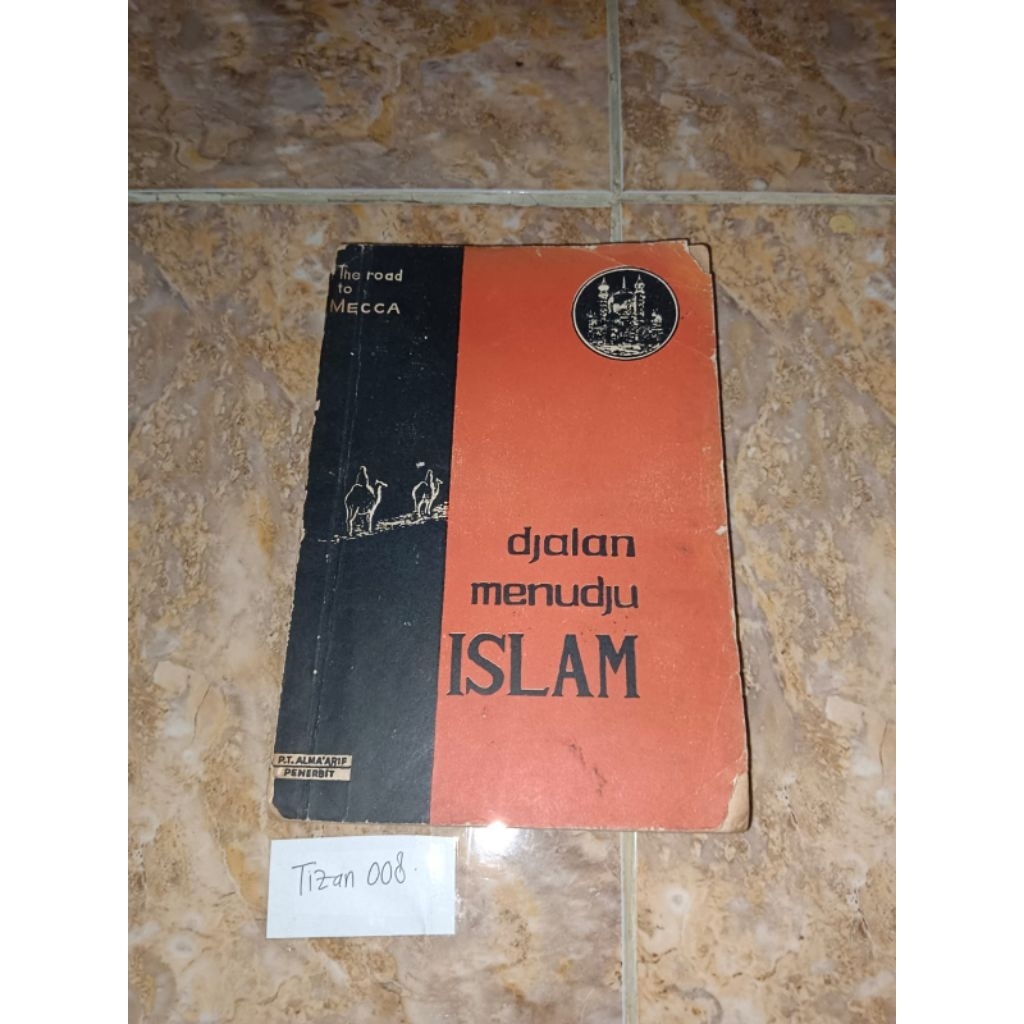 The road
to
MECCA
djalan
menudju
ISLAM
P.T. ALMA'ARIF
PENERBIT
Tizan 008.